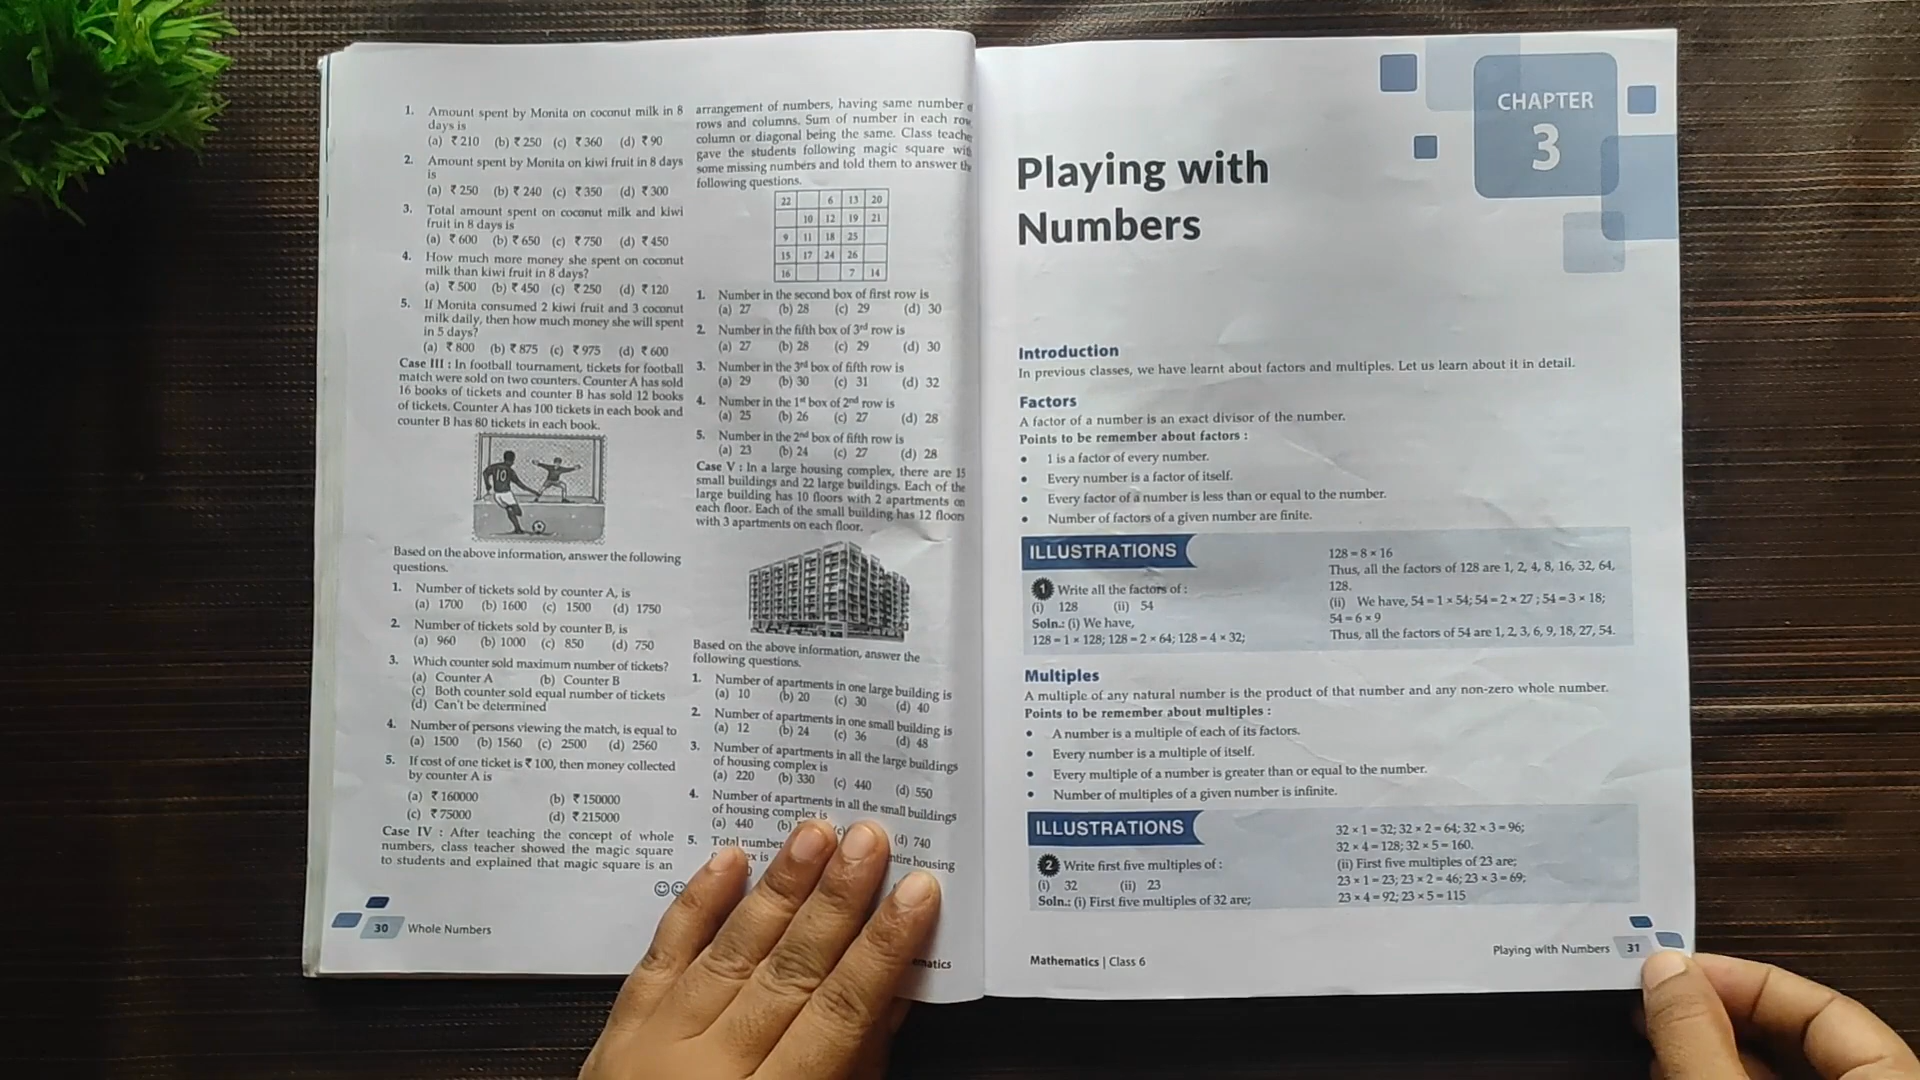 1. Amount spent by Monita on coconut milk in 8
days is
(a) ₹ 210 (b) ₹ 250 (c) ₹ 360 (d) ₹ 90
2. Amount spent by Monita on kiwi fruit in 8 days
is
(a) ₹ 250 (b) ₹ 240 (c) ₹ 350 (d) ₹ 300
3. Total amount spent on coconut milk and kiwi
fruit in 8 days is
(a) ₹ 600 (b) ₹ 650 (c) ₹ 750 (d) ₹ 450
4. How much more money she spent on coconut
milk than kiwi fruit in 8 days?
(a) ₹ 500 (b) ₹ 450 (c) ₹ 250 (d) ₹ 120
5. If Monita consumed 2 kiwi fruit and 3 coconut
milk daily, then how much money she will spent
in 5 days?
(a) ₹ 800 (b) ₹ 875 (c) ₹ 975 (d) ₹ 600
Case III : In football tournament, tickets for football
match were sold on two counters. Counter A has sold
16 books of tickets and counter B has sold 12 books
of tickets. Counter A has 100 tickets in each book and
counter B has 80 tickets in each book.
10
Based on the above information, answer the following
questions.
1. Number of tickets sold by counter A, is
(a) 1700 (b) 1600 (c) 1500 (d) 1750
2. Number of tickets sold by counter B, is
(a) 960 (b) 1000 (c) 850 (d) 750
3. Which counter sold maximum number of tickets?
(a) Counter A (b) Counter B
(c) Both counter sold equal number of tickets
(d) Can't be determined
4. Number of persons viewing the match, is equal to
(a) 1500 (b) 1560 (c) 2500 (d) 2560
5. If cost of one ticket is ₹ 100, then money collected
by counter A is
(a) ₹ 160000 (b) ₹ 150000
(c) ₹ 75000 (d) ₹ 215000
Case IV : After teaching the concept of whole
numbers, class teacher showed the magic square
to students and explained that magic square is an
30 Whole Numbers
arrangement of numbers, having same number
rows and columns. Sum of number in each row
column or diagonal being the same. Class
gave the students following magic square
some missing numbers and told them to answer
following questions.
22 6 13 20
10 12 19 21
9 11 18 25
15 17 24 26
16 7 14
1. Number in the second box of first row is
(a) 27 (b) 28 (c) 29 (d) 30
2. Number in the fifth box of 3rd row is
(a) 27 (b) 28 (c) 29 (d) 30
3. Number in the 3rd box of fifth row is
(a) 29 (b) 30 (c) 31 (d) 32
4. Number in the 1st box of 2nd row is
(a) 25 (b) 26 (c) 27 (d) 28
5. Number in the 2nd box of fifth row is
(a) 23 (b) 24 (c) 27 (d) 28
Case V : In a large housing complex, there are 15
small buildings and 22 large buildings. Each of the
large building has 10 floors with 2 apartments on
each floor. Each of the small building has 12 floors
with 3 apartments on each floor.
Based on the above information, answer the
following questions.
1. Number of apartments in one large building is
(a) 10 (b) 20 (c) 30 (d) 40
2. Number of apartments in one small building is
(a) 12 (b) 24 (c) 36 (d) 48
3. Number of apartments in all the large buildings
of housing complex is
(a) 220 (b) 330 (c) 440 (d) 550
4. Number of apartments in all the small buildings
of housing complex is
(a) 440 (b) (c) (d) 740
5. Total number
housing
is
CHAPTER
3
Playing with
Numbers
Introduction
In previous classes, we have learnt about factors and multiples. Let us learn about it in detail.
Factors
A factor of a number is an exact divisor of the number.
Points to be remember about factors :
• 1 is a factor of every number.
• Every number is a factor of itself.
• Every factor of a number is less than or equal to the number.
• Number of factors of a given number are finite.
ILLUSTRATIONS
1 Write all the factors of :
(i) 128 (ii) 54
Soln.: (i) We have,
128 = 1 × 128; 128 = 2 × 64; 128 = 4 × 32;
128 = 8 × 16
Thus, all the factors of 128 are 1, 2, 4, 8, 16, 32, 64,
128.
(ii) We have, 54 = 1 × 54; 54 = 2 × 27 ; 54 = 3 × 18;
54 = 6 × 9
Thus, all the factors of 54 are 1, 2, 3, 6, 9, 18, 27, 54.
Multiples
A multiple of any natural number is the product of that number and any non-zero whole number.
Points to be remember about multiples :
• A number is a multiple of each of its factors.
• Every number is a multiple of itself.
• Every multiple of a number is greater than or equal to the number.
• Number of multiples of a given number is infinite.
ILLUSTRATIONS
2 Write first five multiples of :
(i) 32 (ii) 23
Soln.: (i) First five multiples of 32 are;
32 × 1 = 32; 32 × 2 = 64; 32 × 3 = 96;
32 × 4 = 128; 32 × 5 = 160.
(ii) First five multiples of 23 are;
23 × 1 = 23; 23 × 2 = 46; 23 × 3 = 69;
23 × 4 = 92; 23 × 5 = 115
Mathematics | Class 6
Playing with Numbers 31